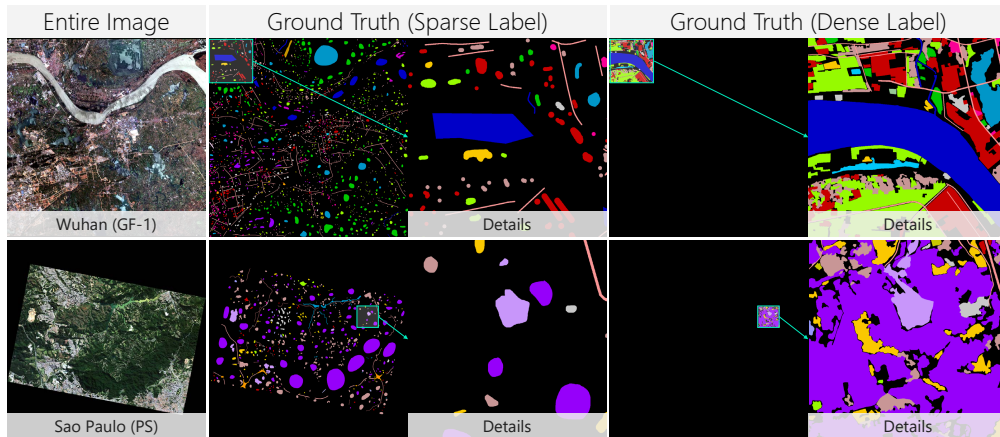 Entire Image
Ground Truth (Sparse Label)
Ground Truth (Dense Label)
Wuhan (GF-1)
Details
Details
Sao Paulo (PS)
Details
Details